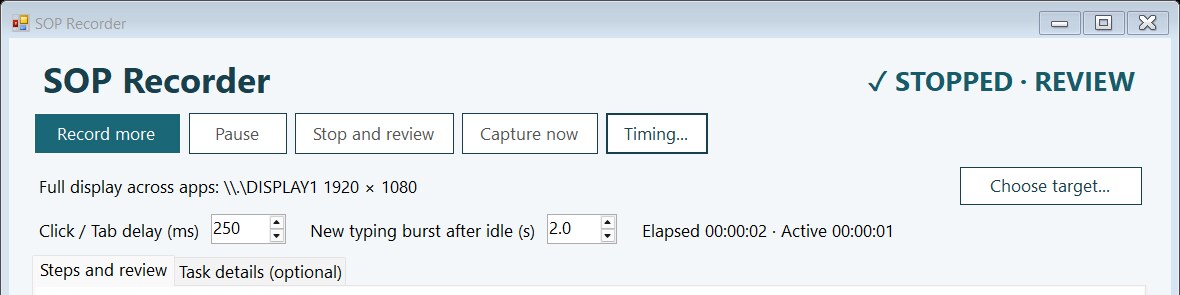 SOP Recorder
SOP Recorder
✓ STOPPED · REVIEW
Record more
Pause
Stop and review
Capture now
Timing...
Full display across apps: \\.\DISPLAY1 1920 × 1080
Choose target...
Click / Tab delay (ms) 250 New typing burst after idle (s) 2.0 Elapsed 00:00:02 · Active 00:00:01
Steps and review
Task details (optional)